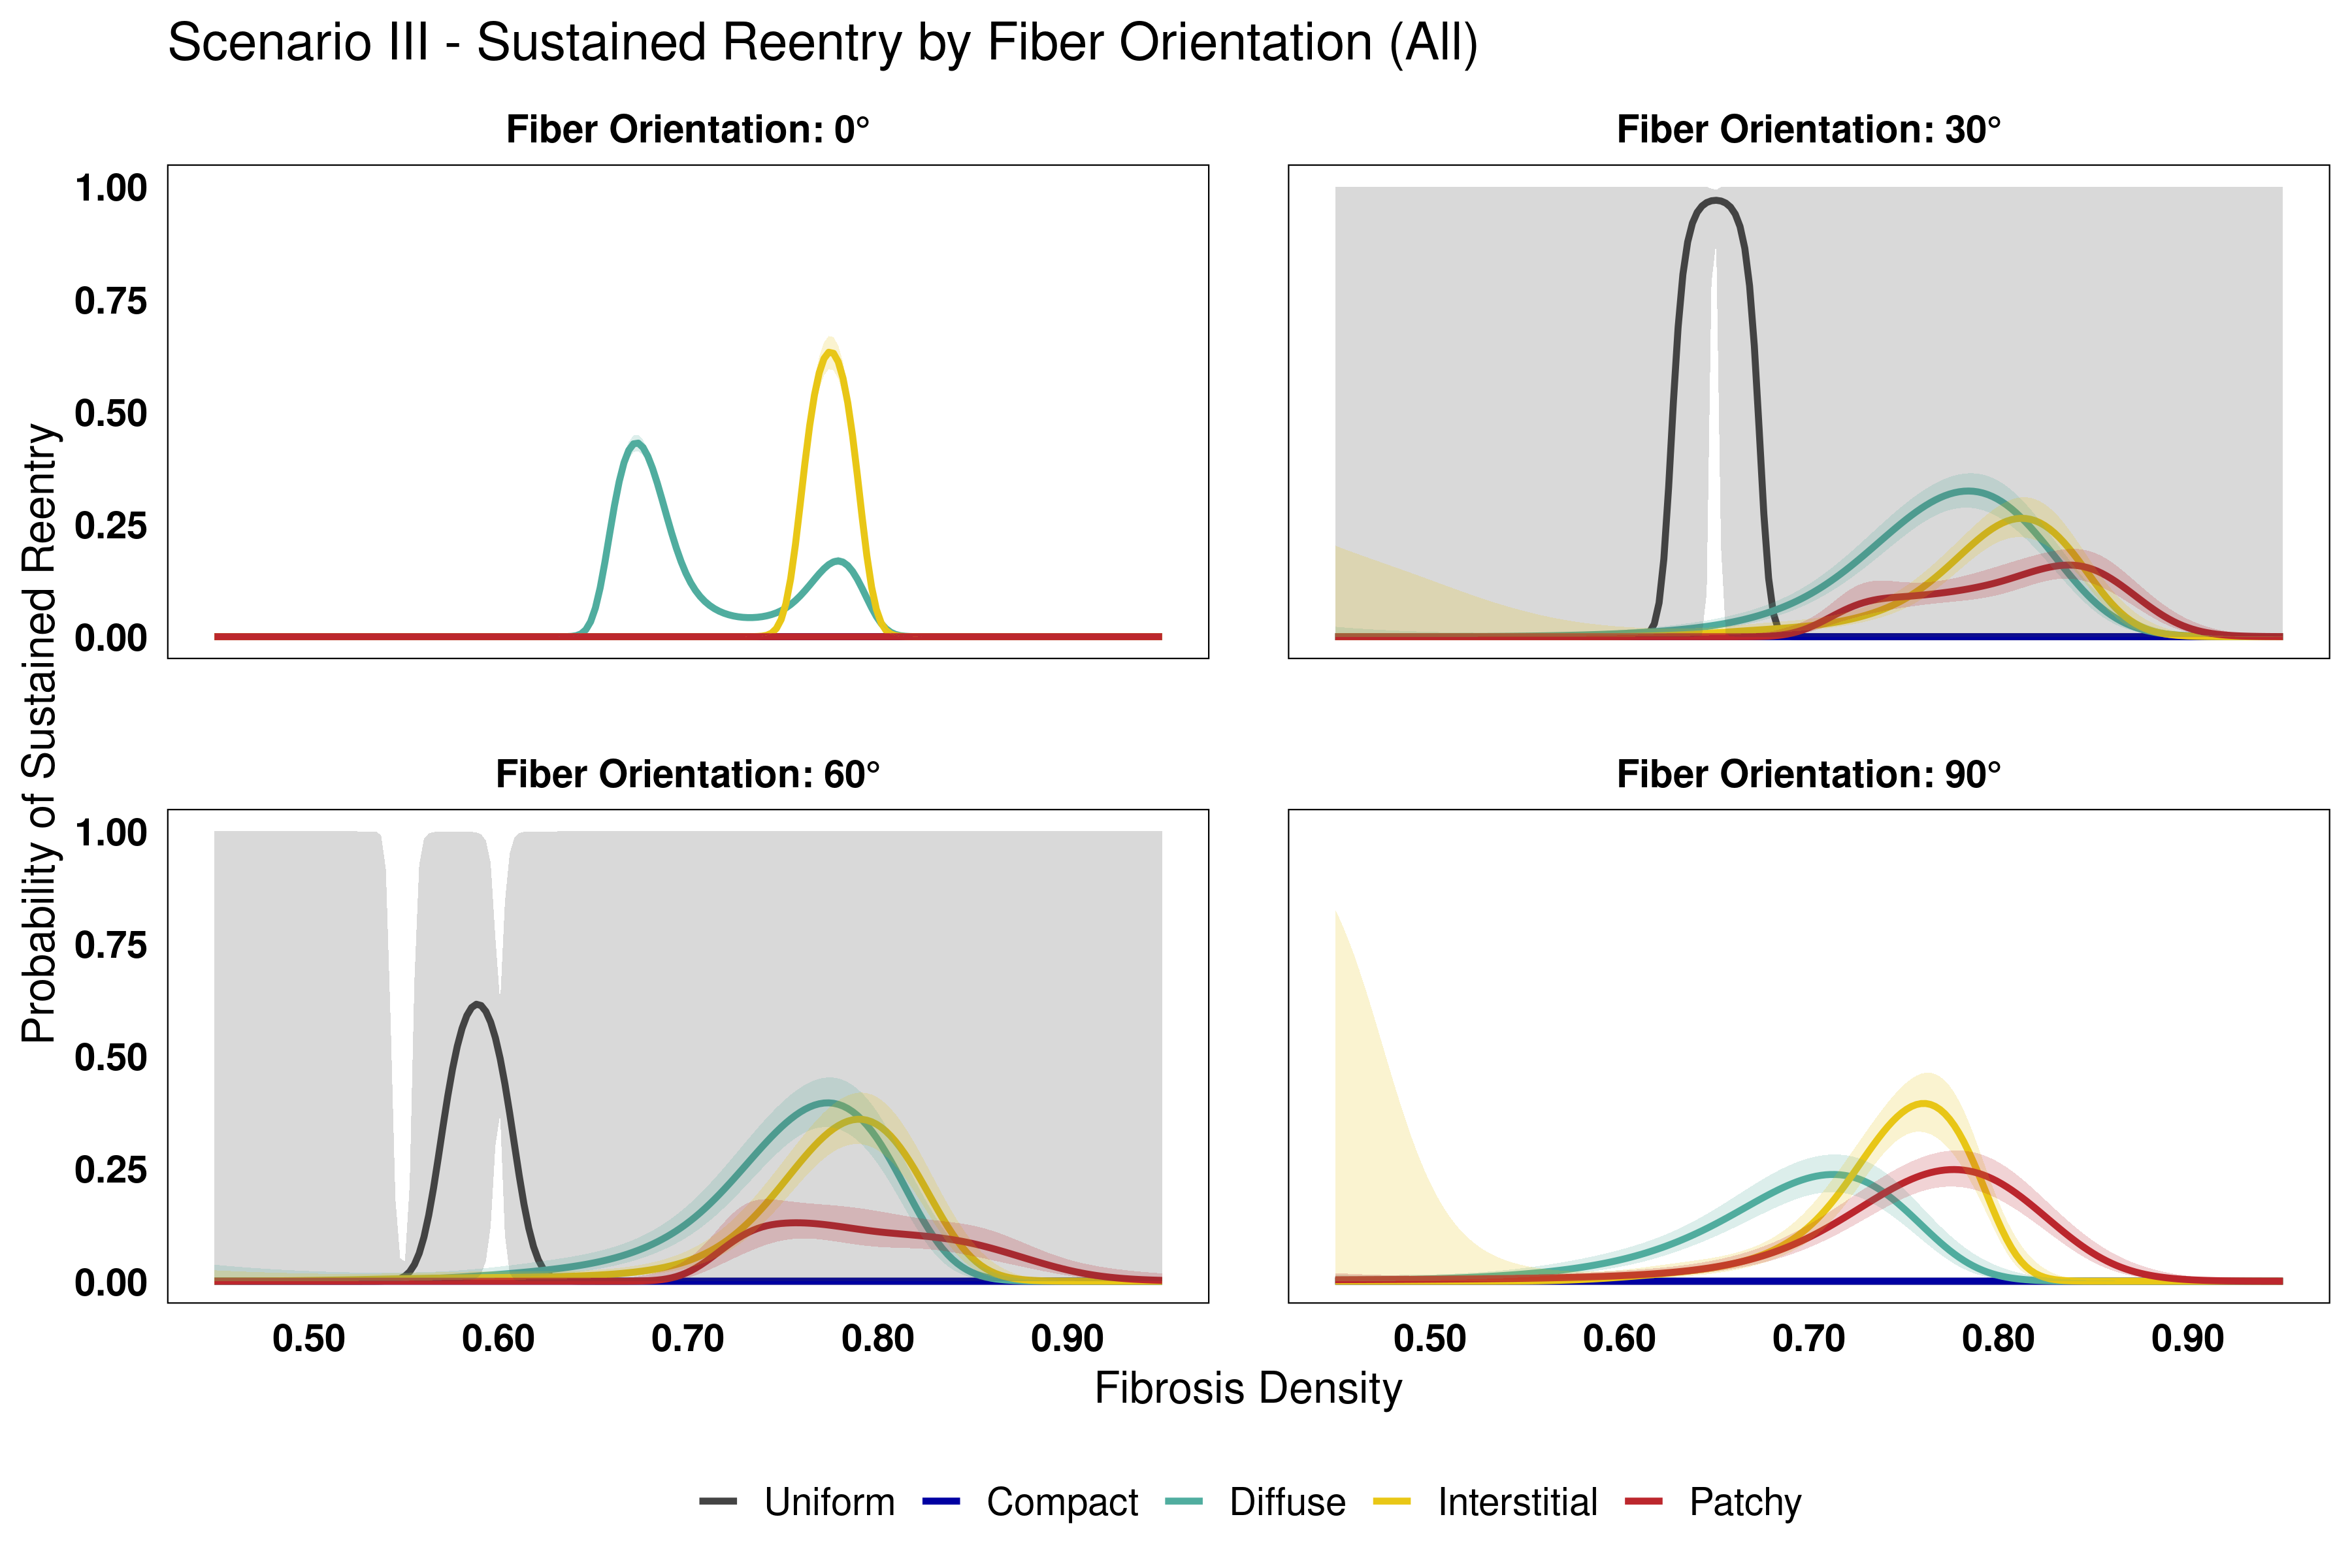 Scenario III - Sustained Reentry by Fiber Orientation (All)
Fiber Orientation: 0°
Fiber Orientation: 30°
1.00
0.75
0.50
0.25
0.00
Fiber Orientation: 60°
Fiber Orientation: 90°
1.00
0.75
0.50
0.25
0.00
Probability of Sustained Reentry
0.50 0.60 0.70 0.80 0.90
0.50 0.60 0.70 0.80 0.90
Fibrosis Density
Uniform Compact Diffuse Interstitial Patchy